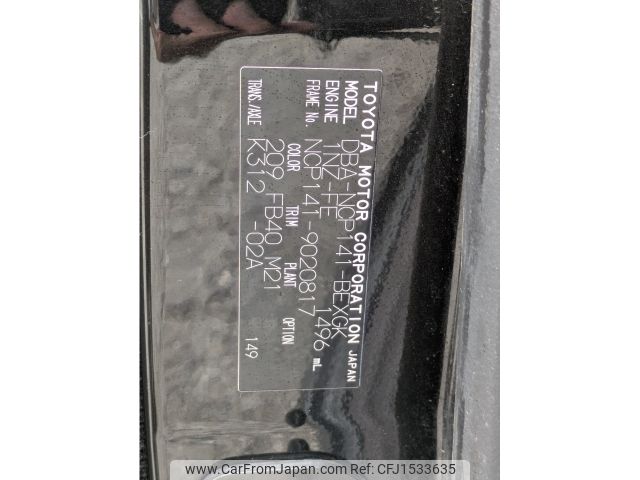 TOYOTA MOTOR CORPORATION JAPAN
MODEL DBA-NCP141-BEXGK
ENGINE 1NZ-FE 1496 mL
FRAME No. NCP141-9020817
COLOR TRIM PLANT OPTION
209 FB40 M21
TRANS./AXLE K312 -02A 149
www.CarFromJapan.com | Ref No. CFJ1533635